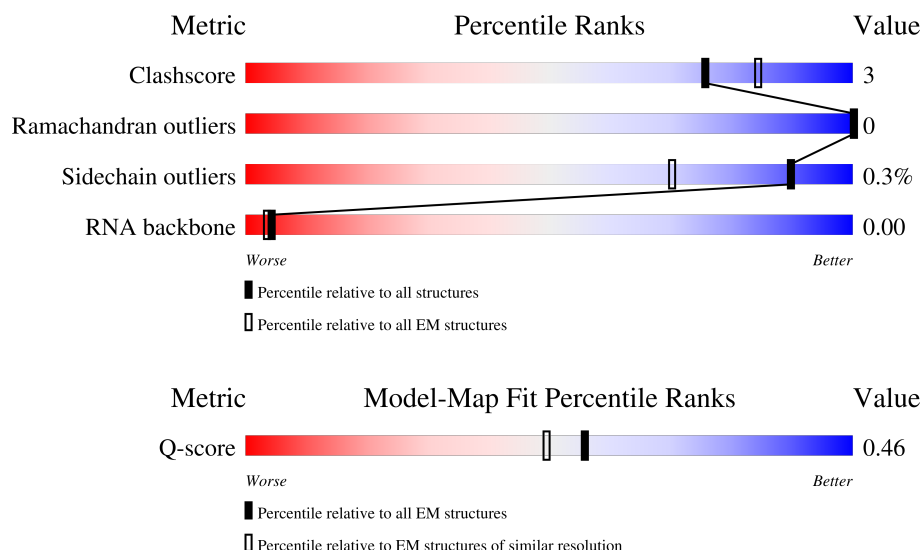 Metric Percentile Ranks Value
Clashscore 3
Ramachandran outliers 0
Sidechain outliers 0.3%
RNA backbone 0.00
Worse Better
Percentile relative to all structures
Percentile relative to all EM structures
Metric Model-Map Fit Percentile Ranks Value
Q-score 0.46
Worse Better
Percentile relative to all EM structures
Percentile relative to EM structures of similar resolution